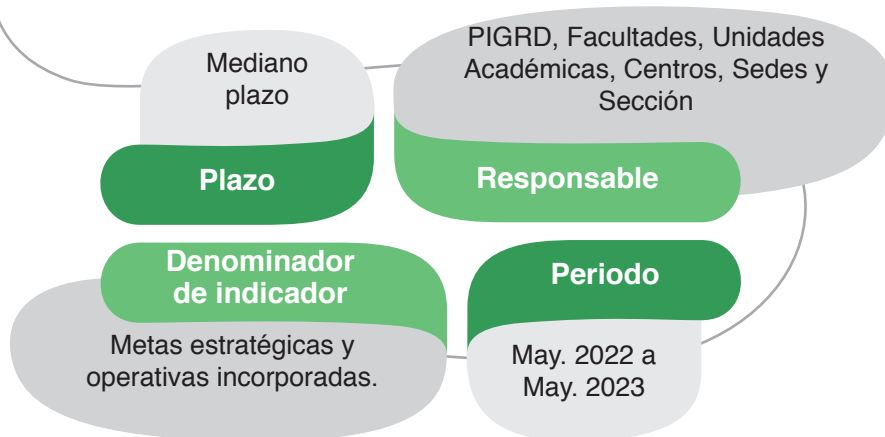 Mediano
plazo
Plazo
PIGRD, Facultades, Unidades
Académicas, Centros, Sedes y
Sección
Responsable
Denominador
de indicador
Metas estratégicas y
operativas incorporadas.
Periodo
May. 2022 a
May. 2023